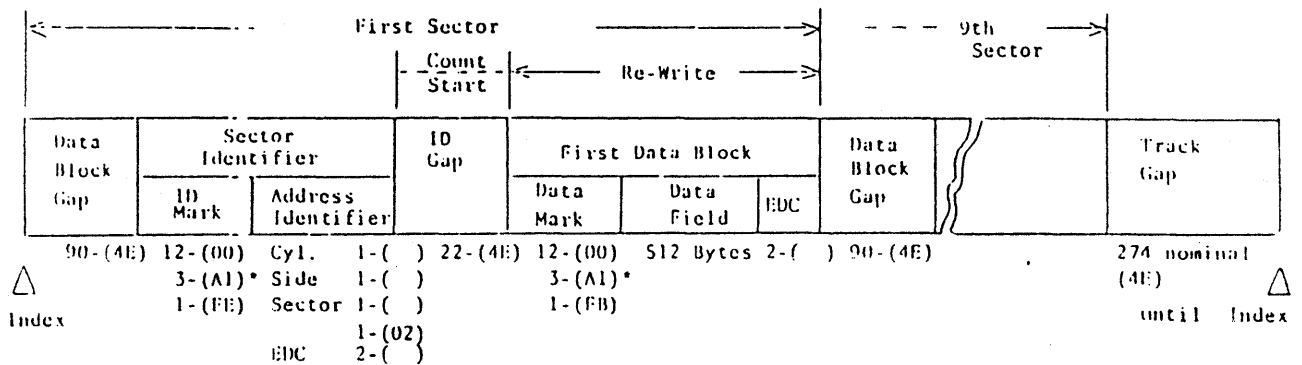 First Sector
9th
Sector
Count
Start
Re-Write
Data
Block
Gap
Sector
Identifier
ID
Mark
Address
Identifier
ID
Gap
First Data Block
Data
Mark
Data
Field
EDC
Data
Block
Gap
Track
Gap
90-(4E) 12-(00) Cyl. 1-( ) 22-(4E) 12-(00) 512 Bytes 2-( ) 90-(4E) 274 nominal
3-(A1)* Side 1-( ) 3-(A1)* (4E)
1-(FE) Sector 1-( ) 1-(FB) until Index
Index
1-(02)
EDC 2-( )